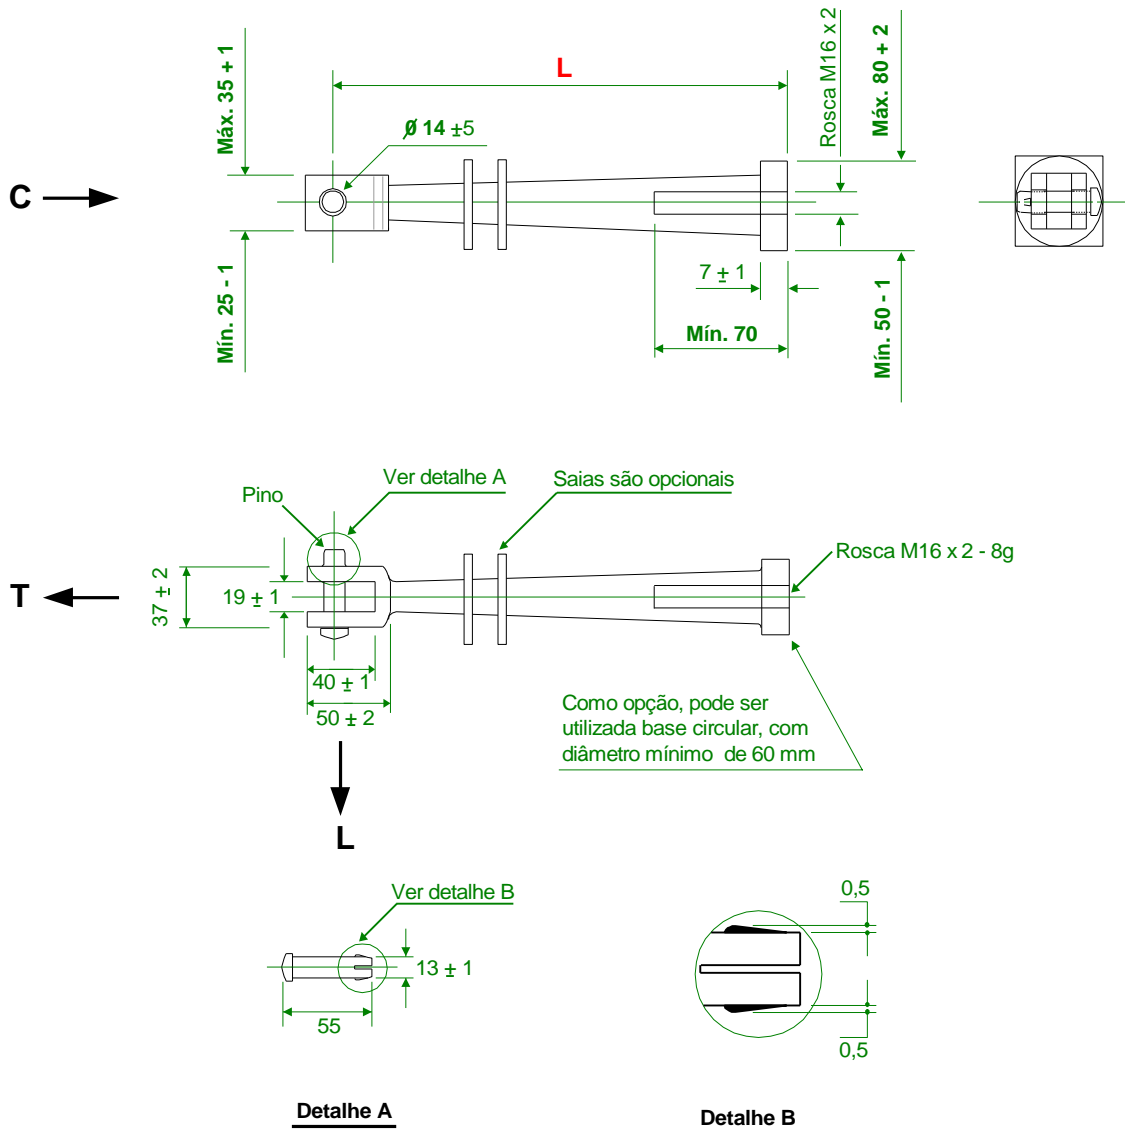 L
Máx. 35 + 1
Ø 14 ±5
Rosca M16 x 2
Máx. 80 + 2
C
7 ± 1
Mín. 25 - 1
Mín. 70
Mín. 50 - 1
Ver detalhe A
Saias são opcionais
Pino
Rosca M16 x 2 - 8g
T
37 ± 2
19 ± 1
40 ± 1
50 ± 2
Como opção, pode ser
utilizada base circular, com
diâmetro mínimo de 60 mm
L
Ver detalhe B
0,5
13 ± 1
55
0,5
Detalhe A
Detalhe B